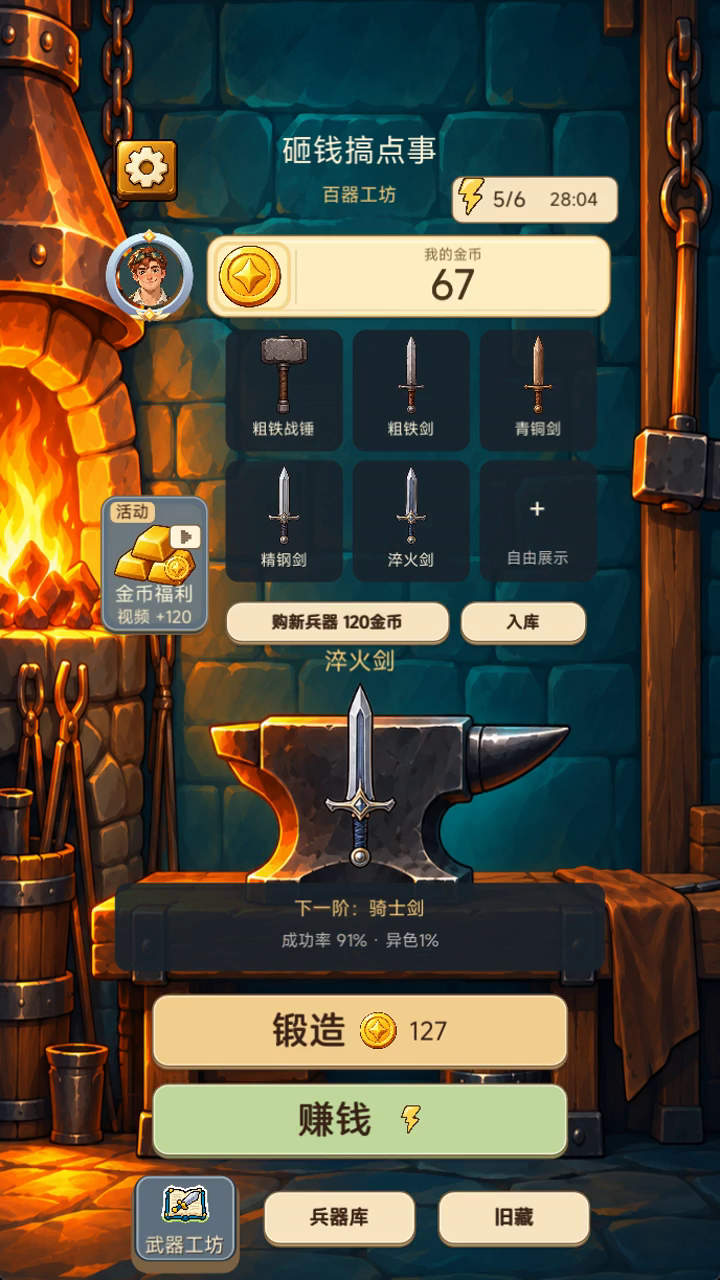 砸钱搞点事
百器工坊
5/6 28:04
我的金币
67
粗铁战锤 粗铁剑 青铜剑
精钢剑 淬火剑 +
自由展示
活动
金币福利
视频 +120
购新兵器 120金币 入库
淬火剑
下一阶：骑士剑
成功率 91% · 异色1%
锻造 127
赚钱
武器工坊 兵器库 旧藏